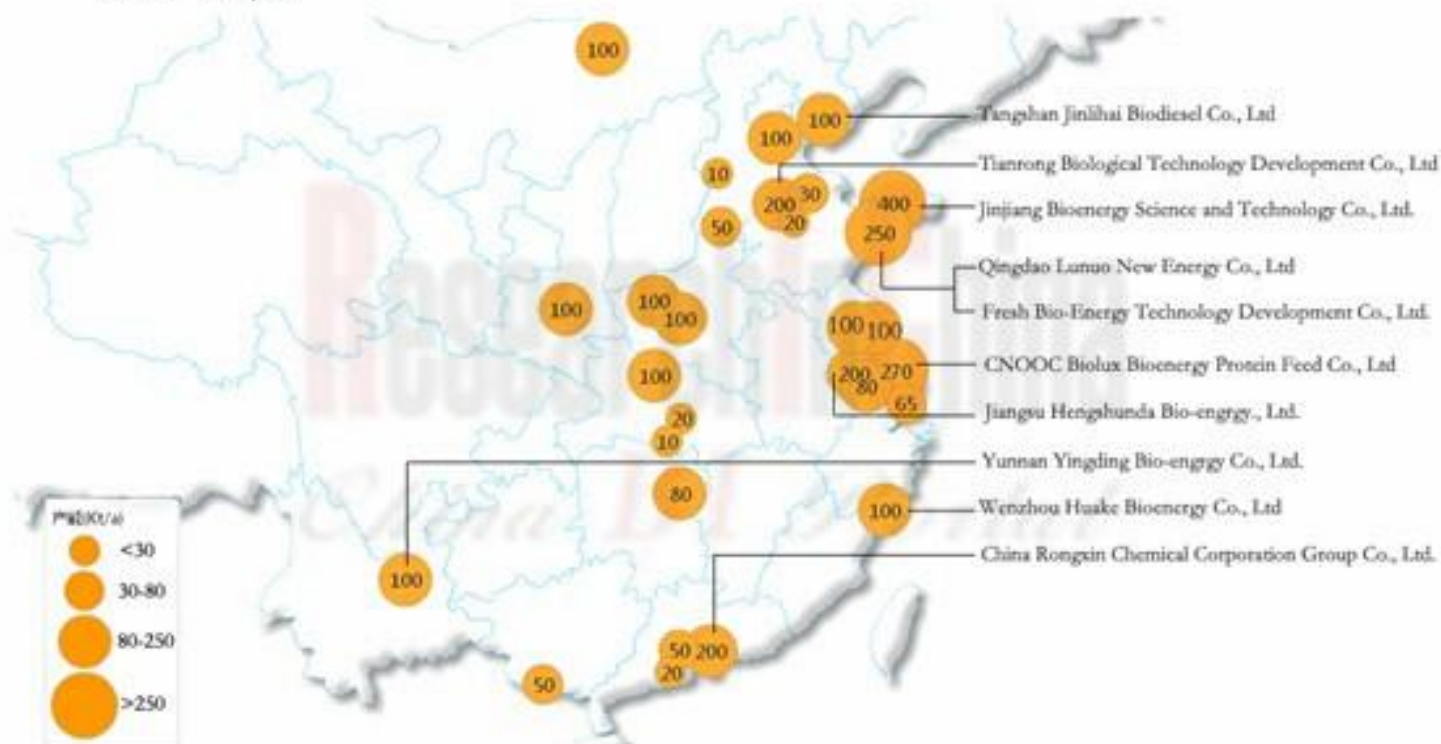 100
100
Tangshan Jinlihai Biodiesel Co., Ltd
100
Tianrong Biological Technology Development Co., Ltd
10
30
200
400
Jinjiang Bioenergy Science and Technology Co., Ltd.
20
50
250
Qingdao Lunuo New Energy Co., Ltd
100
100
Fresh Bio-Energy Technology Development Co., Ltd.
100
100
100
CNOOC Biolux Bioenergy Protein Feed Co., Ltd
100
200
270
80
65
Jiangsu Hengshunda Bio-engrgy., Ltd.
20
10
Yunnan Yingding Bio-engrgy Co., Ltd.
80
100
Wenzhou Huake Bioenergy Co., Ltd
China Rongxin Chemical Corporation Group Co., Ltd.
100
50
200
20
50
产能(Kt/a)
<30
30-80
80-250
>250
ResearchInChina